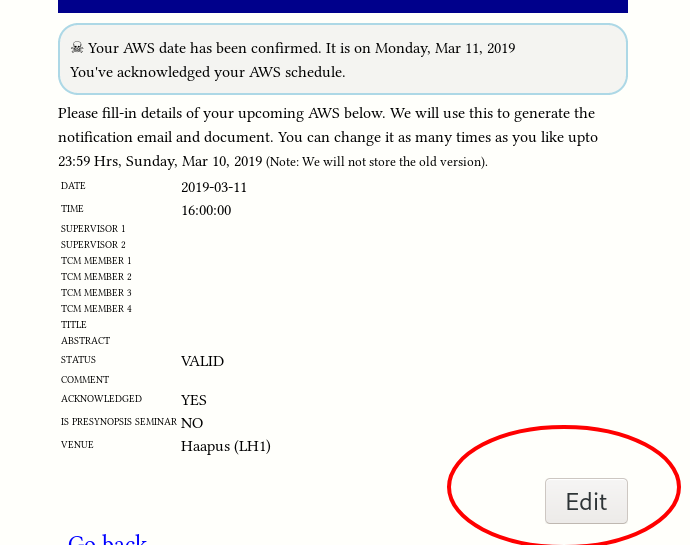 ☠ Your AWS date has been confirmed. It is on Monday, Mar 11, 2019
You've acknowledged your AWS schedule.
Please fill-in details of your upcoming AWS below. We will use this to generate the
notification email and document. You can change it as many times as you like upto
23:59 Hrs, Sunday, Mar 10, 2019 (Note: We will not store the old version).
DATE 2019-03-11
TIME 16:00:00
SUPERVISOR 1
SUPERVISOR 2
TCM MEMBER 1
TCM MEMBER 2
TCM MEMBER 3
TCM MEMBER 4
TITLE
ABSTRACT
STATUS VALID
COMMENT
ACKNOWLEDGED YES
IS PRESYNOPSIS SEMINAR NO
VENUE Haapus (LH1)
Edit
Go back